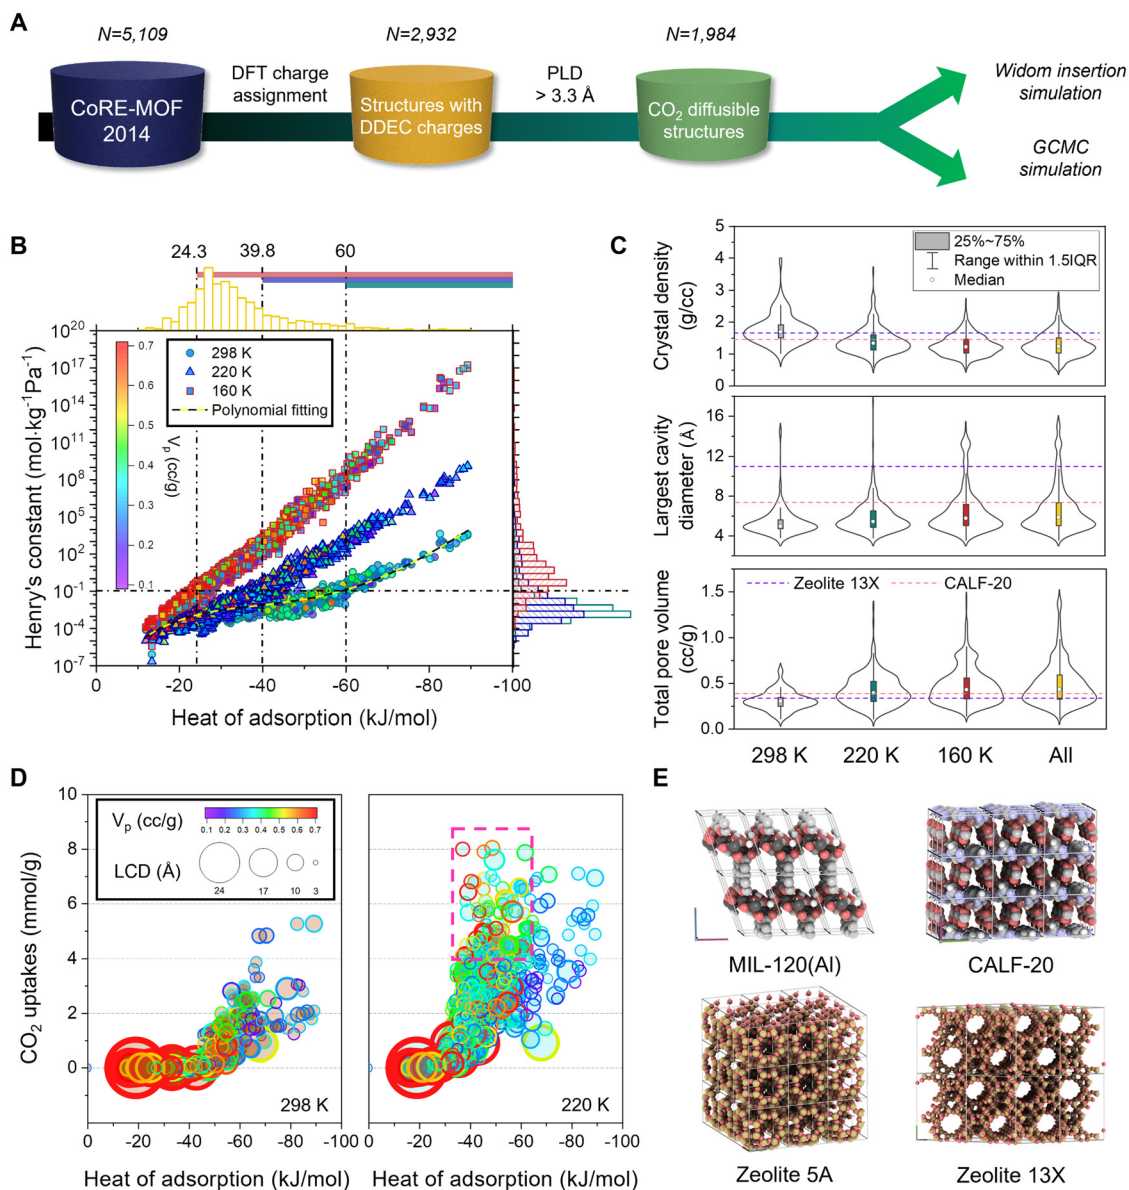 A
N=5,109
N=2,932
N=1,984
CoRE-MOF
2014
DFT charge
assignment
Structures with
DDEC charges
PLD
> 3.3 Å
CO₂ diffusible
structures
Widom insertion
simulation
GCMC
simulation
B
24.3
39.8
60
10²⁰
10¹⁷
10¹⁴
10¹¹
10⁸
10⁵
10²
10⁻¹
10⁻⁴
10⁻⁷
Henry's constant (mol·kg⁻¹Pa⁻¹)
0.7
0.6
0.5
0.4
0.3
0.2
0.1
Vₚ (cc/g)
298 K
220 K
160 K
Polynomial fitting
0
-20
-40
-60
-80
-100
Heat of adsorption (kJ/mol)
C
Crystal density
(g/cc)
5
4
3
2
1
0
25%~75%
Range within 1.5IQR
Median
Largest cavity
diameter (Å)
16
12
8
4
Total pore volume
(cc/g)
1.5
1.0
0.5
0.0
Zeolite 13X
CALF-20
298 K
220 K
160 K
All
D
CO₂ uptakes (mmol/g)
10
8
6
4
2
0
Vₚ (cc/g)
0.1 0.2 0.3 0.4 0.5 0.6 0.7
LCD (Å)
24
17
10
3
298 K
220 K
0
-20
-40
-60
-80
-100
0
-20
-40
-60
-80
-100
Heat of adsorption (kJ/mol)
Heat of adsorption (kJ/mol)
E
MIL-120(Al)
CALF-20
Zeolite 5A
Zeolite 13X